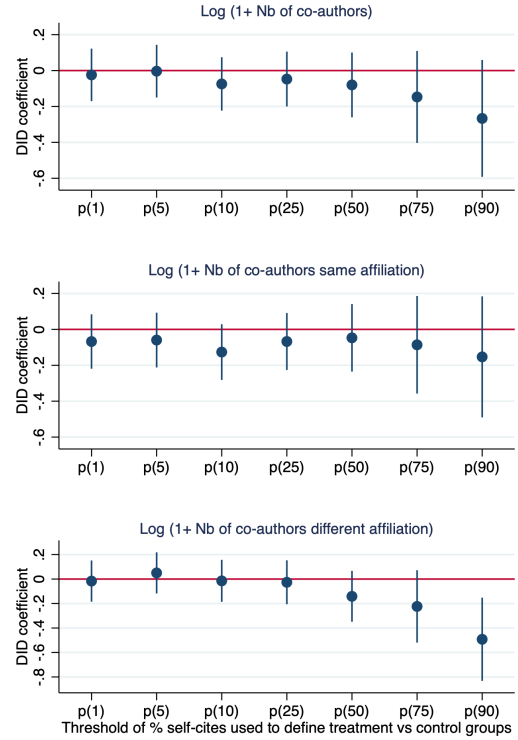 Log (1+ Nb of co-authors)
DID coefficient
.2
0
-.2
-.4
-.6
p(1) p(5) p(10) p(25) p(50) p(75) p(90)
Log (1+ Nb of co-authors same affiliation)
DID coefficient
.2
0
-.2
-.4
-.6
p(1) p(5) p(10) p(25) p(50) p(75) p(90)
Log (1+ Nb of co-authors different affiliation)
DID coefficient
.2
0
-.2
-.4
-.6
-.8
p(1) p(5) p(10) p(25) p(50) p(75) p(90)
Threshold of % self-cites used to define treatment vs control groups